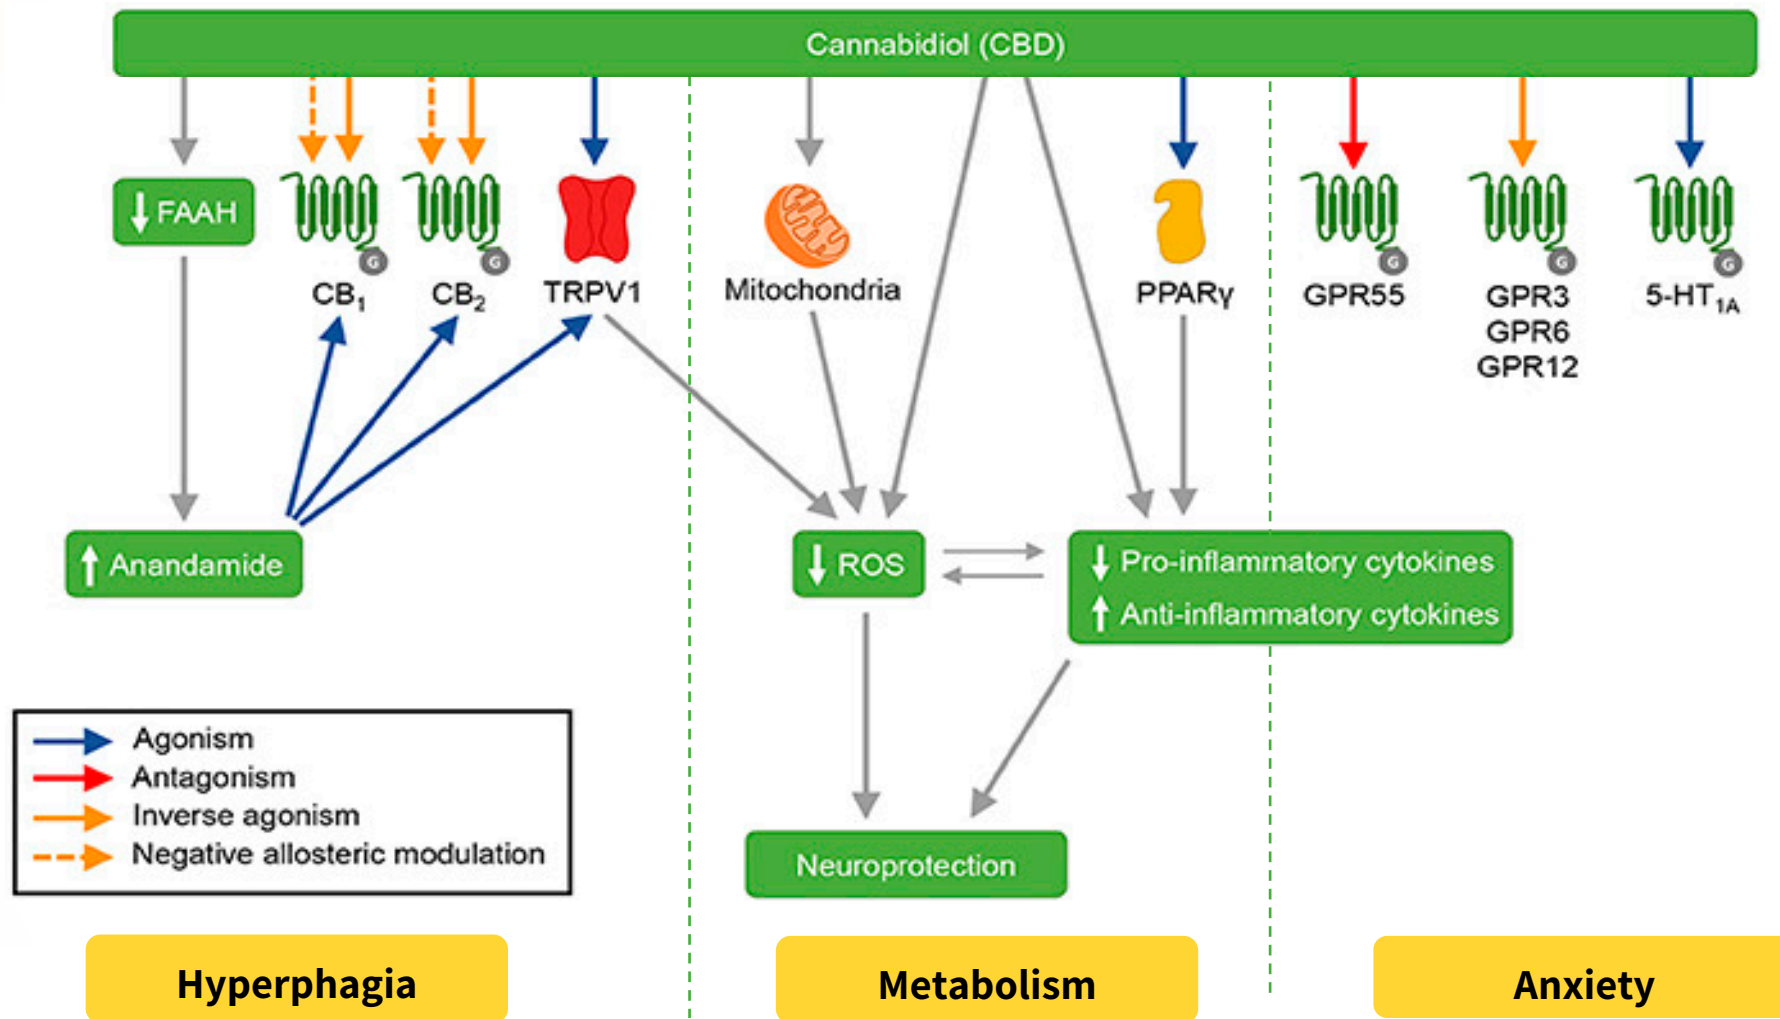 Cannabidiol (CBD)
↓ FAAH
G
G
G
G
G
CB₁
CB₂
TRPV1
Mitochondria
PPARγ
GPR55
GPR3
GPR6
GPR12
5-HT₁A
↑ Anandamide
↓ ROS
↓ Pro-inflammatory cytokines
↑ Anti-inflammatory cytokines
Agonism
Antagonism
Inverse agonism
Negative allosteric modulation
Neuroprotection
Hyperphagia
Metabolism
Anxiety